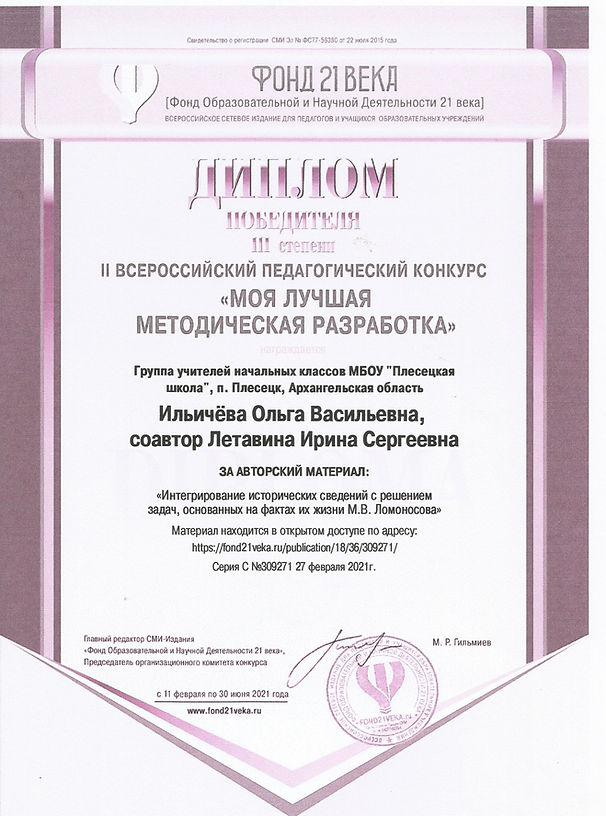 Свидетельство о регистрации СМИ Эл № ФС77-56390 от 22 июля 2015 года
ФОНД 21 ВЕКА
[Фонд Образовательной и Научной Деятельности 21 века]
ВСЕРОССИЙСКОЕ СЕТЕВОЕ ИЗДАНИЕ ДЛЯ ПЕДАГОГОВ И УЧАЩИХСЯ ОБРАЗОВАТЕЛЬНЫХ УЧРЕЖДЕНИЙ
ДИПЛОМ
ПОБЕДИТЕЛЯ
III степени
II ВСЕРОССИЙСКИЙ ПЕДАГОГИЧЕСКИЙ КОНКУРС
«МОЯ ЛУЧШАЯ
МЕТОДИЧЕСКАЯ РАЗРАБОТКА»
награждается
Группа учителей начальных классов МБОУ "Плесецкая
школа", п. Плесецк, Архангельская область
Ильичёва Ольга Васильевна,
соавтор Летавина Ирина Сергеевна
ЗА АВТОРСКИЙ МАТЕРИАЛ:
«Интегрирование исторических сведений с решением
задач, основанных на фактах их жизни М.В. Ломоносова»
Материал находится в открытом доступе по адресу:
https://fond21veka.ru/publication/18/36/309271/
Серия С №309271 27 февраля 2021г.
Главный редактор СМИ-Издания
«Фонд Образовательной и Научной Деятельности 21 века»,
Председатель организационного комитета конкурса
М. Р. Гильмиев
с 11 февраля по 30 июня 2021 года
www.fond21veka.ru
FOND21VEKA.ru